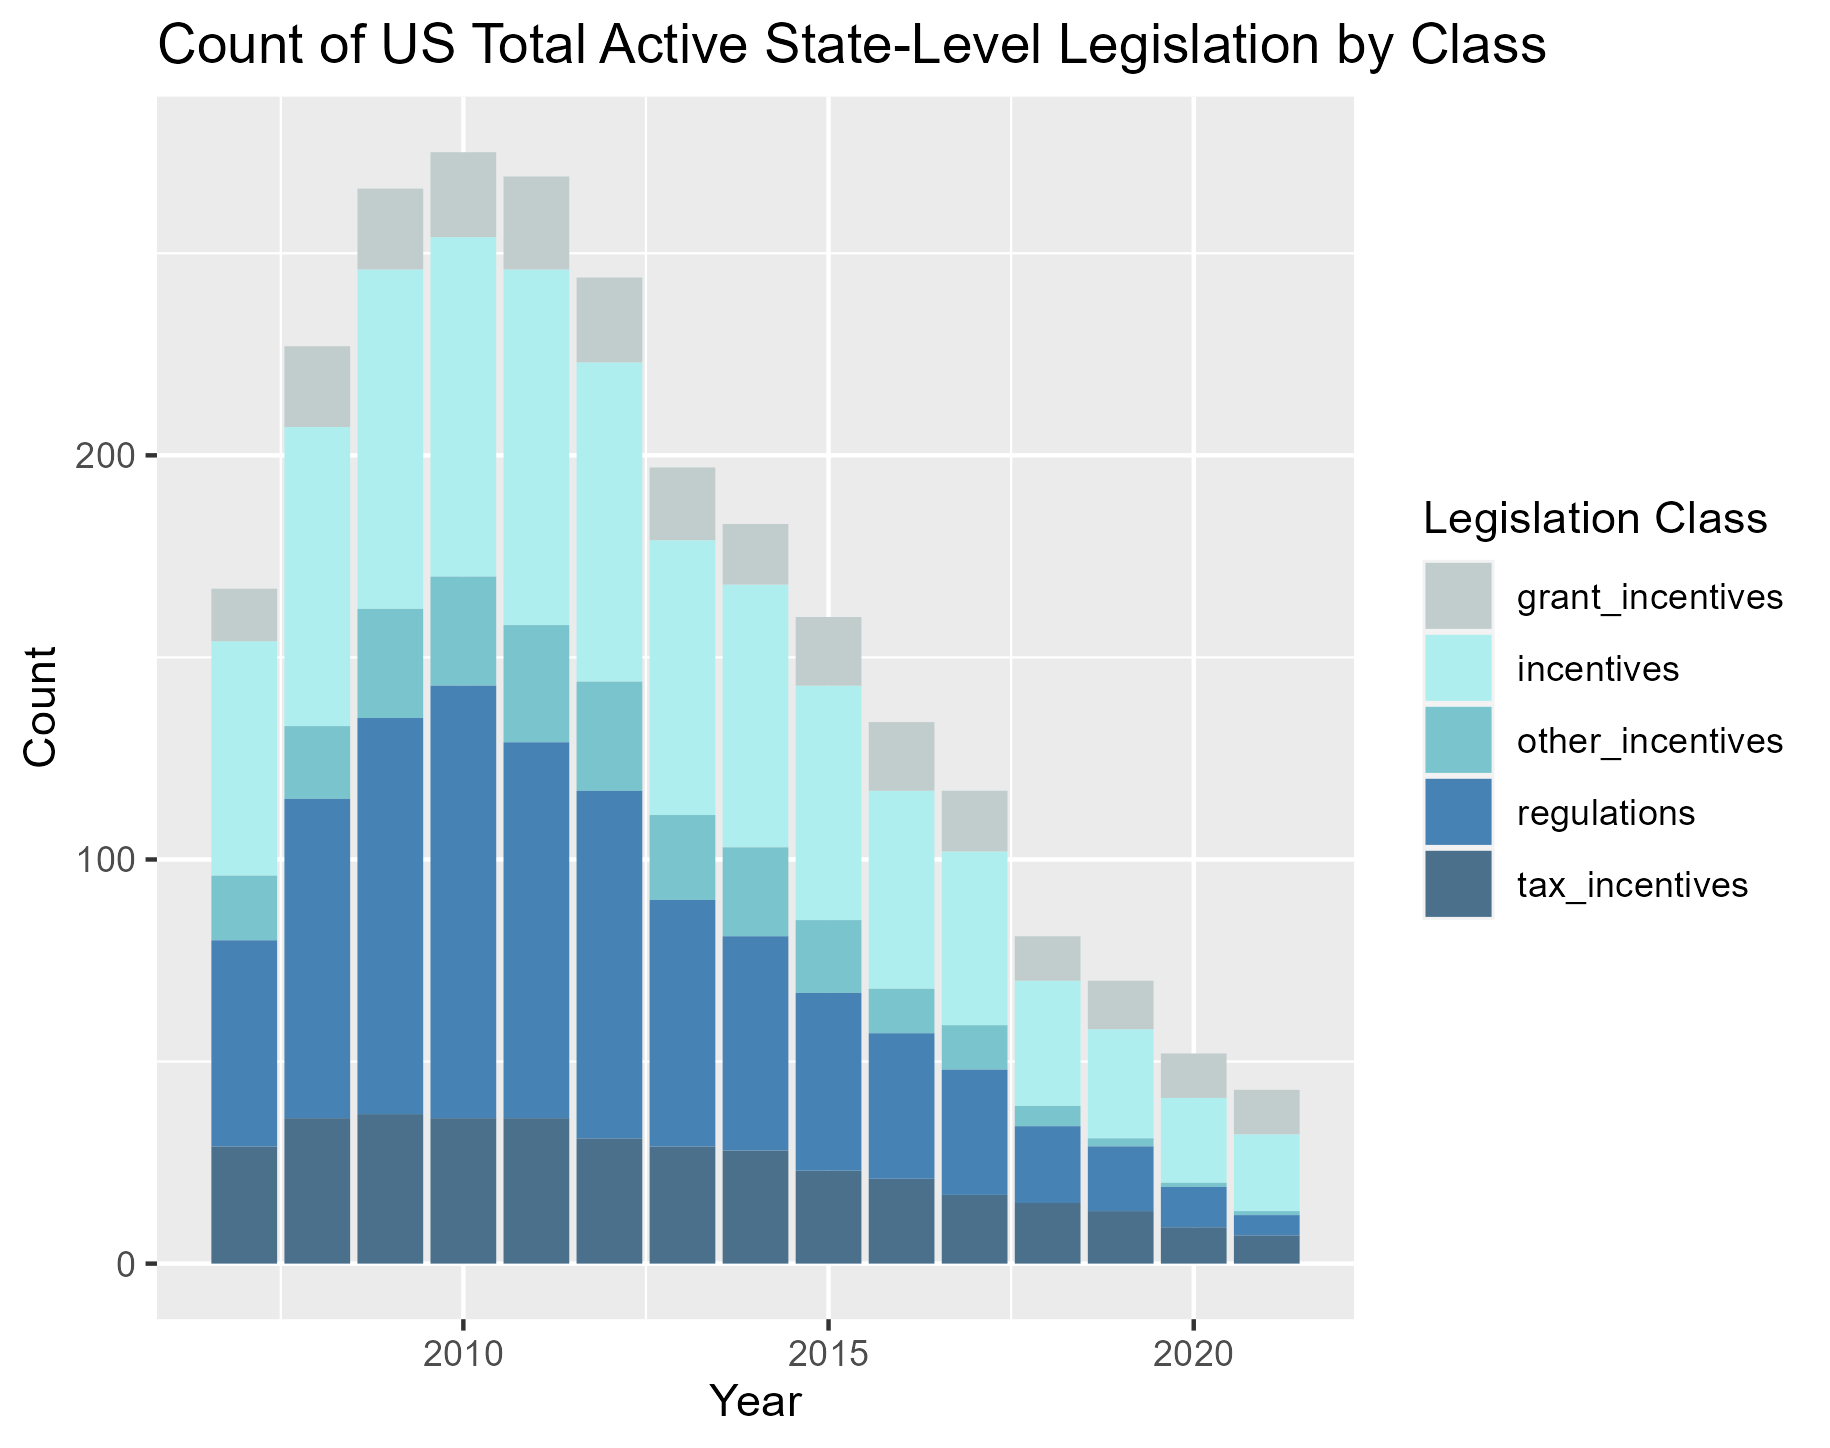 Count of US Total Active State-Level Legislation by Class
Count
200
100
0
2010
2015
2020
Year
Legislation Class
grant_incentives
incentives
other_incentives
regulations
tax_incentives